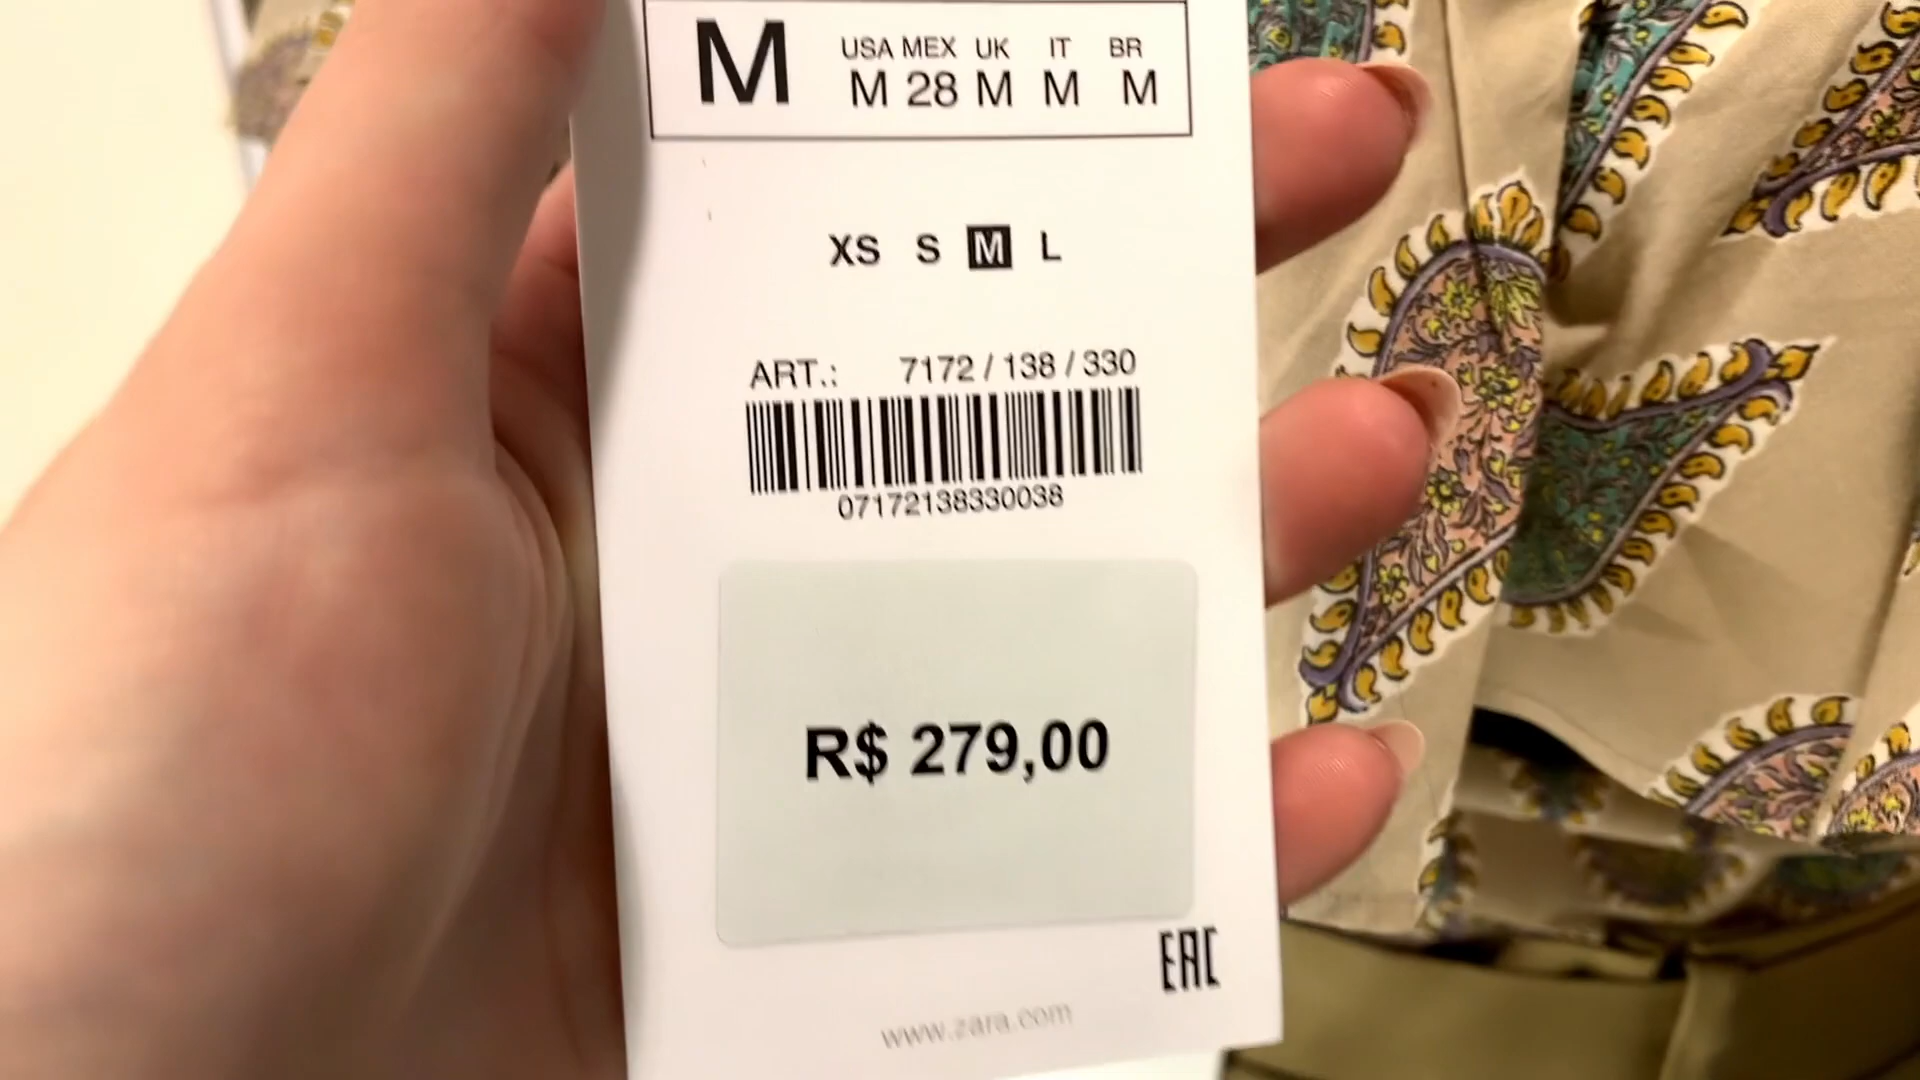 M
USA MEX UK IT BR
M 28 M M M
XS S M L
ART.: 7172 / 138 / 330
07172138330038
R$ 279,00
EAC
www.zara.com